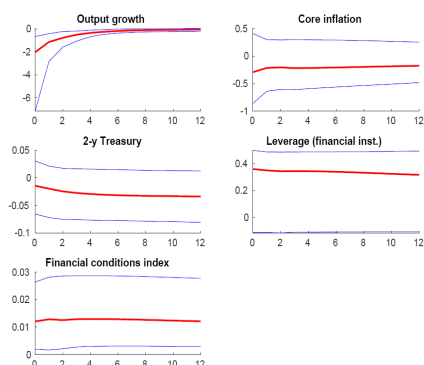 Output growth
0
-2
-4
-6
0 2 4 6 8 10 12
Core inflation
0.5
0
-0.5
-1
0 2 4 6 8 10 12
2-y Treasury
0.05
0
-0.05
-0.1
0 2 4 6 8 10 12
Leverage (financial inst.)
0.4
0.2
0
0 2 4 6 8 10 12
Financial conditions index
0.03
0.02
0.01
0
0 2 4 6 8 10 12